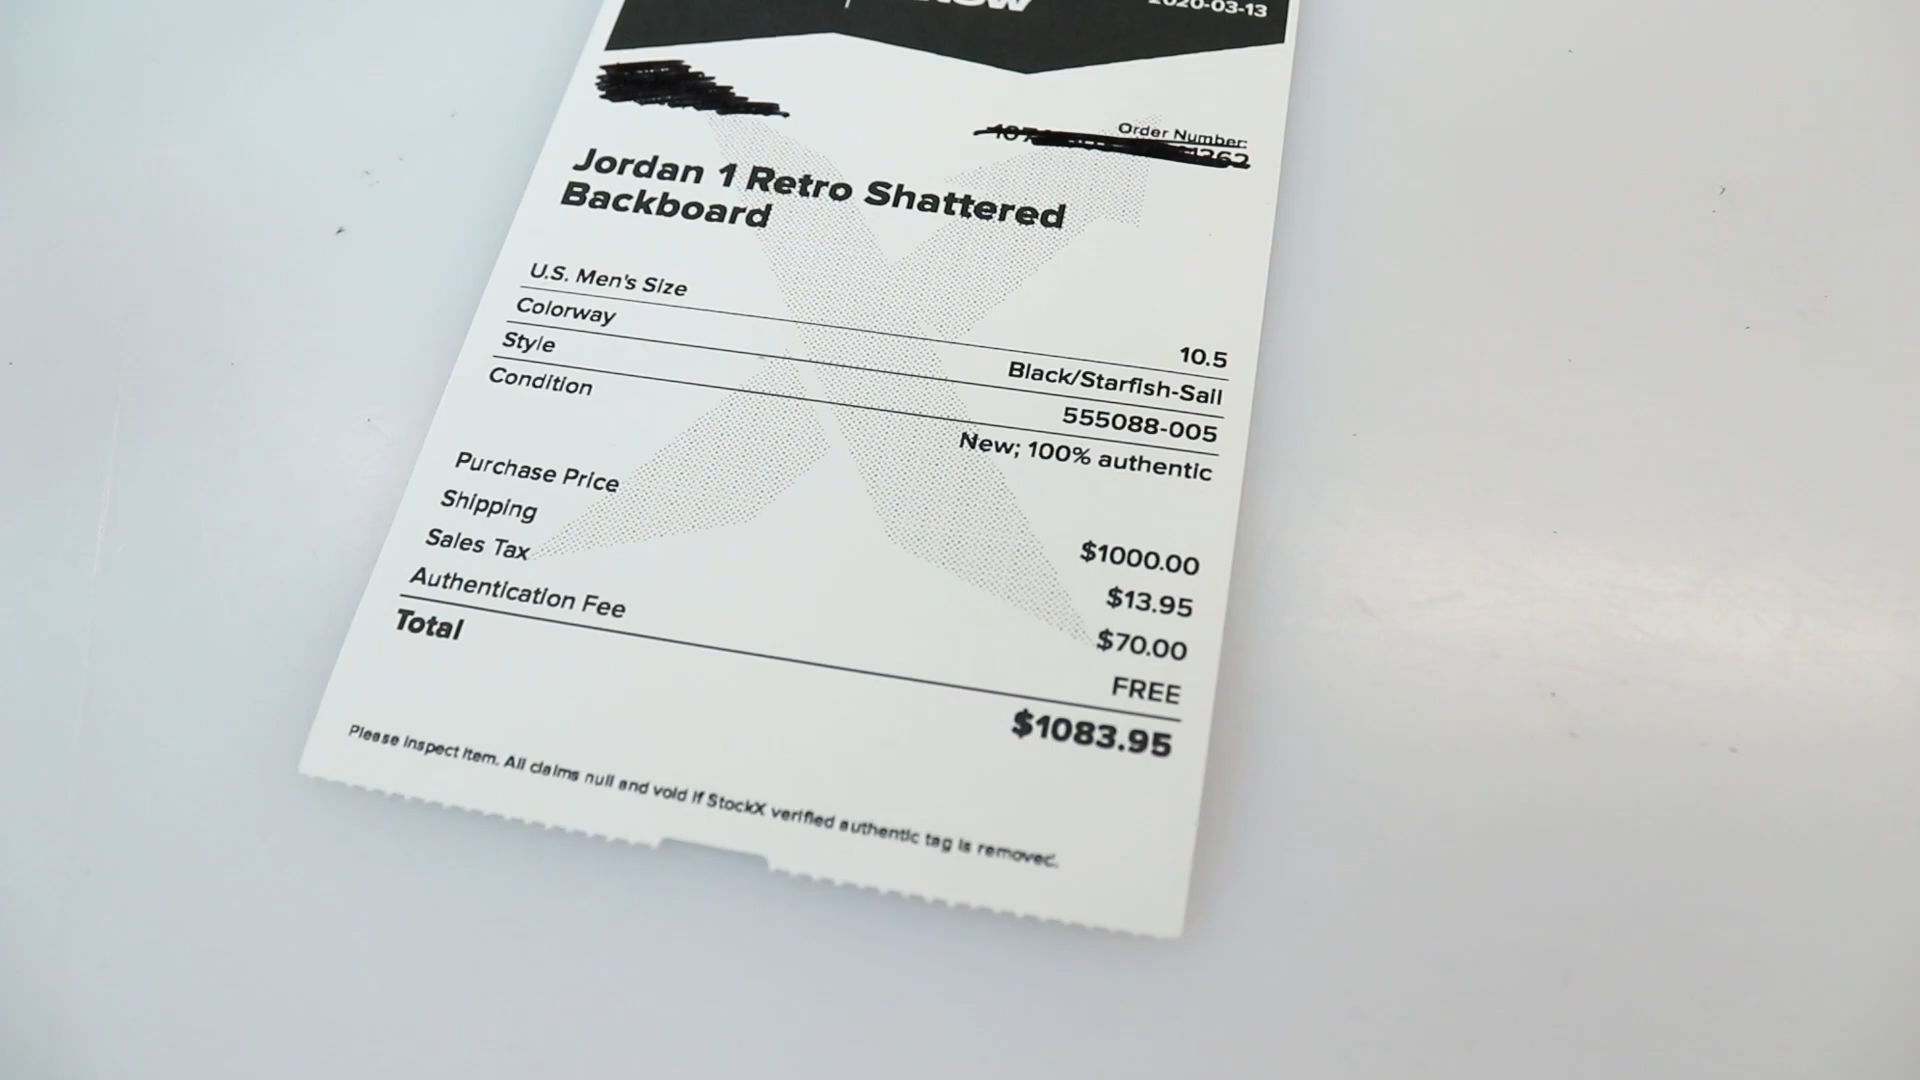 2020-03-13
Order Number:
Jordan 1 Retro Shattered
Backboard
U.S. Men's Size 10.5
Colorway Black/Starfish-Sail
Style 555088-005
Condition New; 100% authentic
Purchase Price $1000.00
Shipping $13.95
Sales Tax $70.00
Authentication Fee FREE
Total $1083.95
Please inspect item. All claims null and void if StockX verified authentic tag is removed.